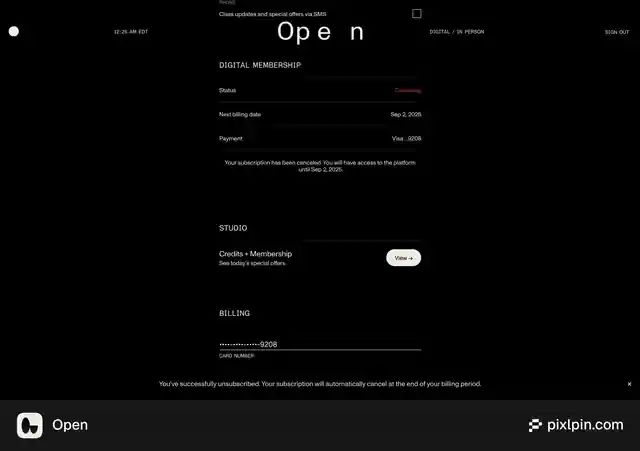 Class updates and special offers via SMS
Open
12:25 AM EDT
DIGITAL / IN PERSON
SIGN OUT
DIGITAL MEMBERSHIP
Status
Next billing date
Sep 2, 2025
Payment
Visa ...9208
Your subscription has been canceled. You will have access to the platform
until Sep 2, 2025.
STUDIO
Credits + Membership
See today's special offers.
View →
BILLING
••••••••••••••••9208
CARD NUMBER
You've successfully unsubscribed. Your subscription will automatically cancel at the end of your billing period.
×
Open
pixlpin.com